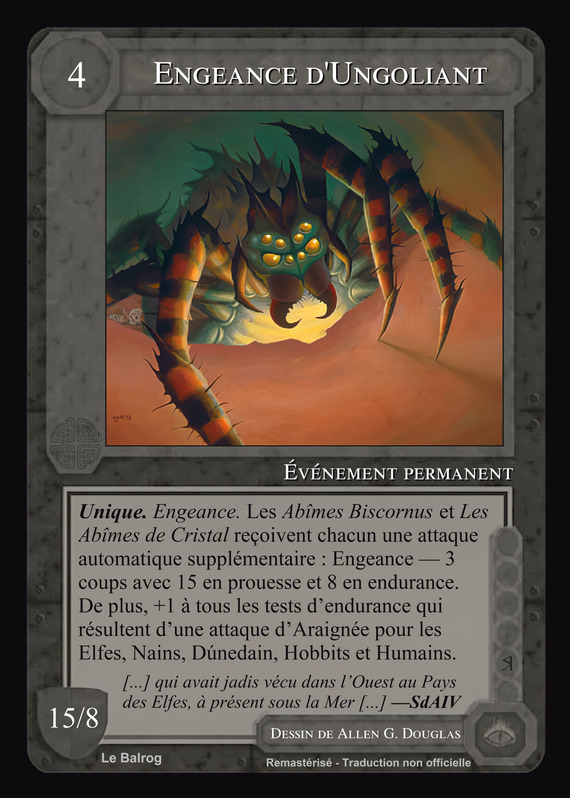 4
ENGEANCE D'UNGOLIANT
ÉVÉNEMENT PERMANENT
Unique. Engeance. Les Abîmes Biscornus et Les
Abîmes de Cristal reçoivent chacun une attaque
automatique supplémentaire : Engeance — 3
coups avec 15 en prouesse et 8 en endurance.
De plus, +1 à tous les tests d’endurance qui
résultent d’une attaque d’Araignée pour les
Elfes, Nains, Dúnedain, Hobbits et Humains.
[...] qui avait jadis vécu dans l’Ouest au Pays
des Elfes, à présent sous la Mer [...] —SdAIV
15/8
DESSIN DE ALLEN G. DOUGLAS
Le Balrog
Remastérisé - Traduction non officielle